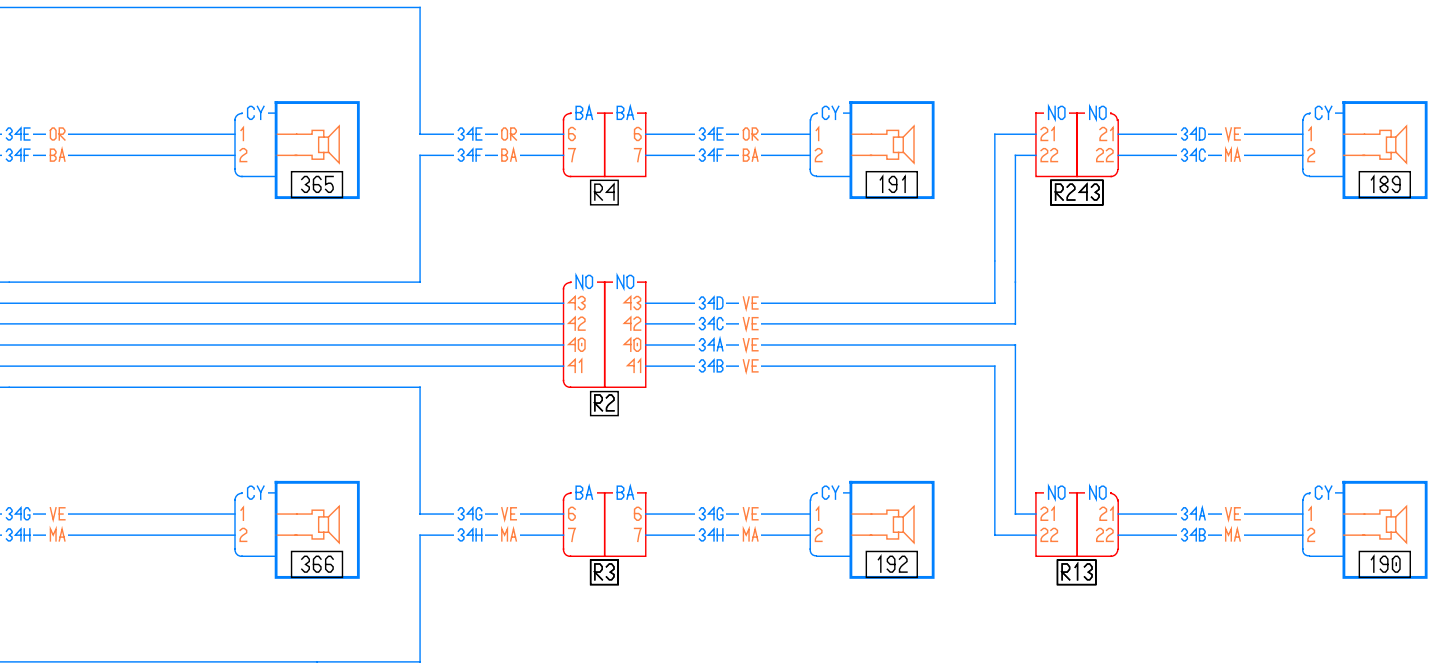 CY BA BA CY NO NO CY
34E OR 1 34E OR 6 6 34E OR 1 21 21 34D VE 1
34F BA 2 34F BA 7 7 34F BA 2 22 22 34C MA 2
365 R4 191 R243 189
NO NO
43 43 34D VE
42 42 34C VE
40 40 34A VE
41 41 34B VE
R2
CY BA BA CY NO NO CY
34G VE 1 34G VE 6 6 34G VE 1 21 21 34A VE 1
34H MA 2 34H MA 7 7 34H MA 2 22 22 34B MA 2
366 R3 192 R13 190